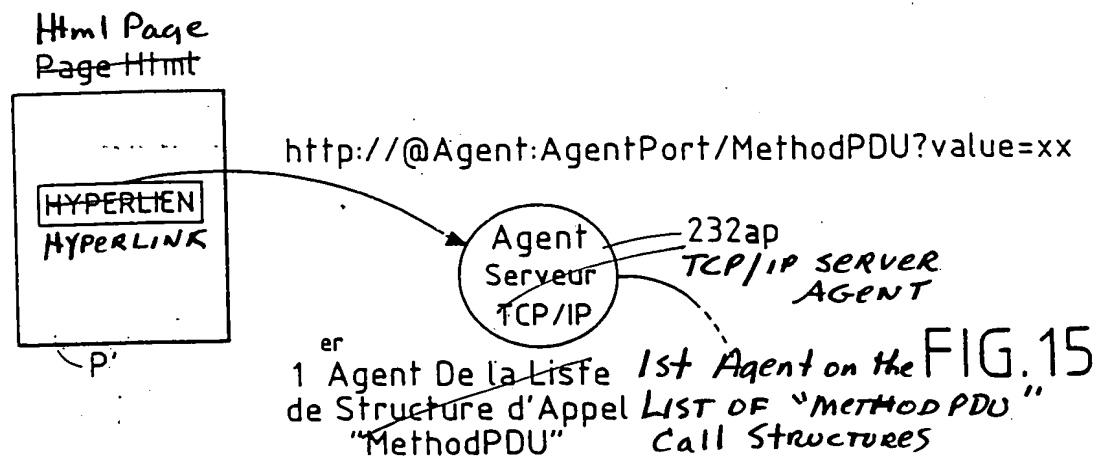 Html Page
Page Html
http://@Agent:AgentPort/MethodPDU?value=xx
HYPERLIEN
HYPERLINK
Agent
Serveur
TCP/IP
232ap
TCP/IP SERVER
AGENT
P'
1er Agent De la Liste
de Structure d'Appel
"MethodPDU"
1st Agent on the
LIST OF "METHOD PDU"
Call STRUCTURES
FIG.15